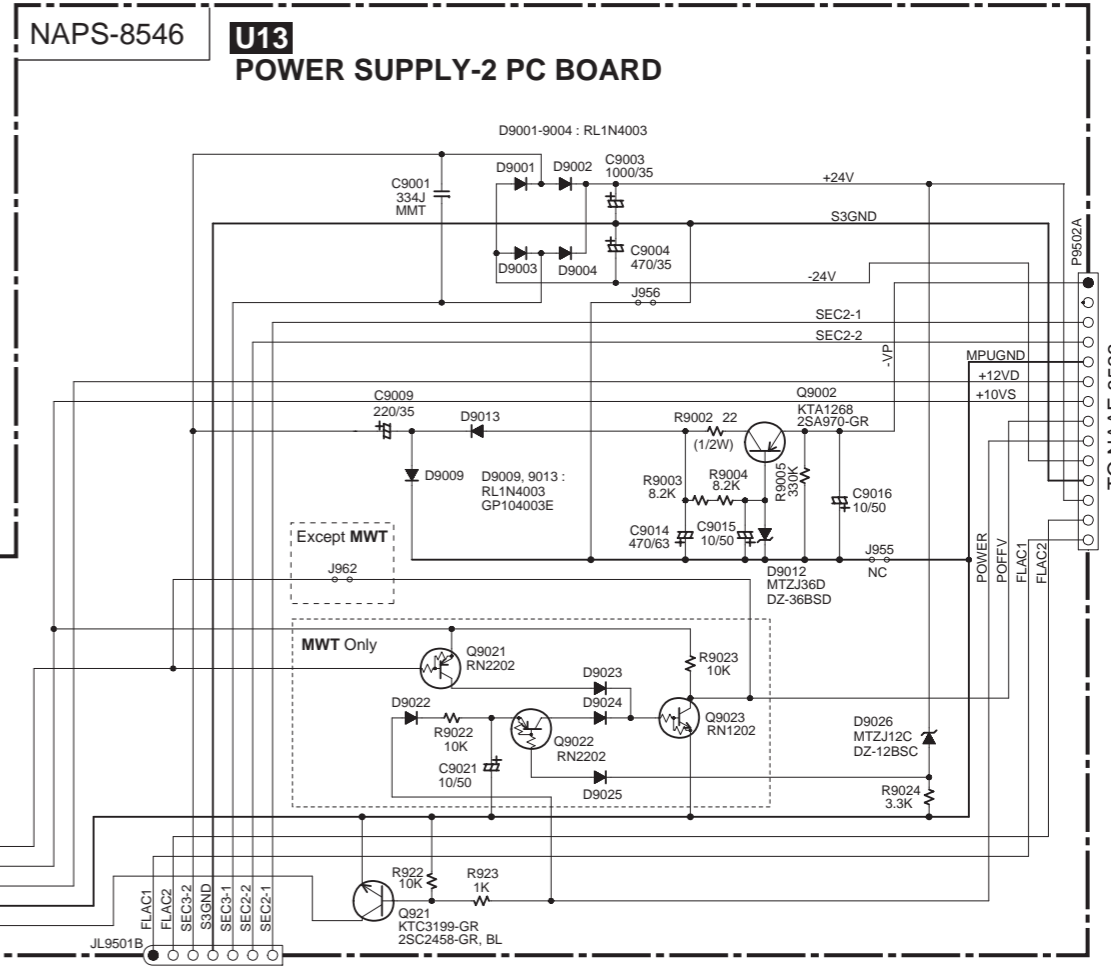 NAPS-8546
U13
POWER SUPPLY-2 PC BOARD
D9001-9004 : RL1N4003
D9001
D9002
C9003
1000/35
C9001
334J
MMT
+24V
S3GND
C9004
470/35
D9003
D9004
-24V
J956
P9502A
SEC2-1
SEC2-2
-VP
MPUGND
+12VD
+10VS
C9009
220/35
D9013
R9002 22
(1/2W)
Q9002
KTA1268
2SA970-GR
D9009
D9009, 9013 :
RL1N4003
GP104003E
R9003
8.2K
R9004
8.2K
R9005
330K
C9016
10/50
C9014
470/63
C9015
10/50
Except MWT
J962
D9012
MTZJ36D
DZ-36BSD
J955
NC
POWER
POFFV
FLAC1
FLAC2
MWT Only
Q9021
RN2202
D9023
R9023
10K
D9022
D9024
R9022
10K
Q9022
RN2202
Q9023
RN1202
C9021
10/50
D9025
D9026
MTZJ12C
DZ-12BSC
R9024
3.3K
R922
10K
R923
1K
Q921
KTC3199-GR
2SC2458-GR, BL
FLAC1
FLAC2
SEC3-2
S3GND
SEC3-1
SEC2-2
SEC2-1
JL9501B